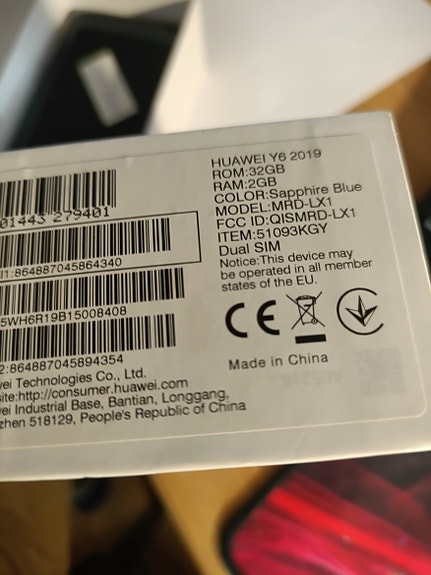 HUAWEI Y6 2019
ROM:32GB
RAM:2GB
COLOR:Sapphire Blue
MODEL:MRD-LX1
FCC ID:QISMRD-LX1
ITEM:51093KGY
Dual SIM
Notice:This device may
be operated in all member
states of the EU.
CE
Made in China
01443 279401
I1:864887045864340
5WH6R19B15008408
2:864887045894354
ei Technologies Co., Ltd.
site:http://consumer.huawei.com
ei Industrial Base, Bantian, Longgang,
zhen 518129, People's Republic of China